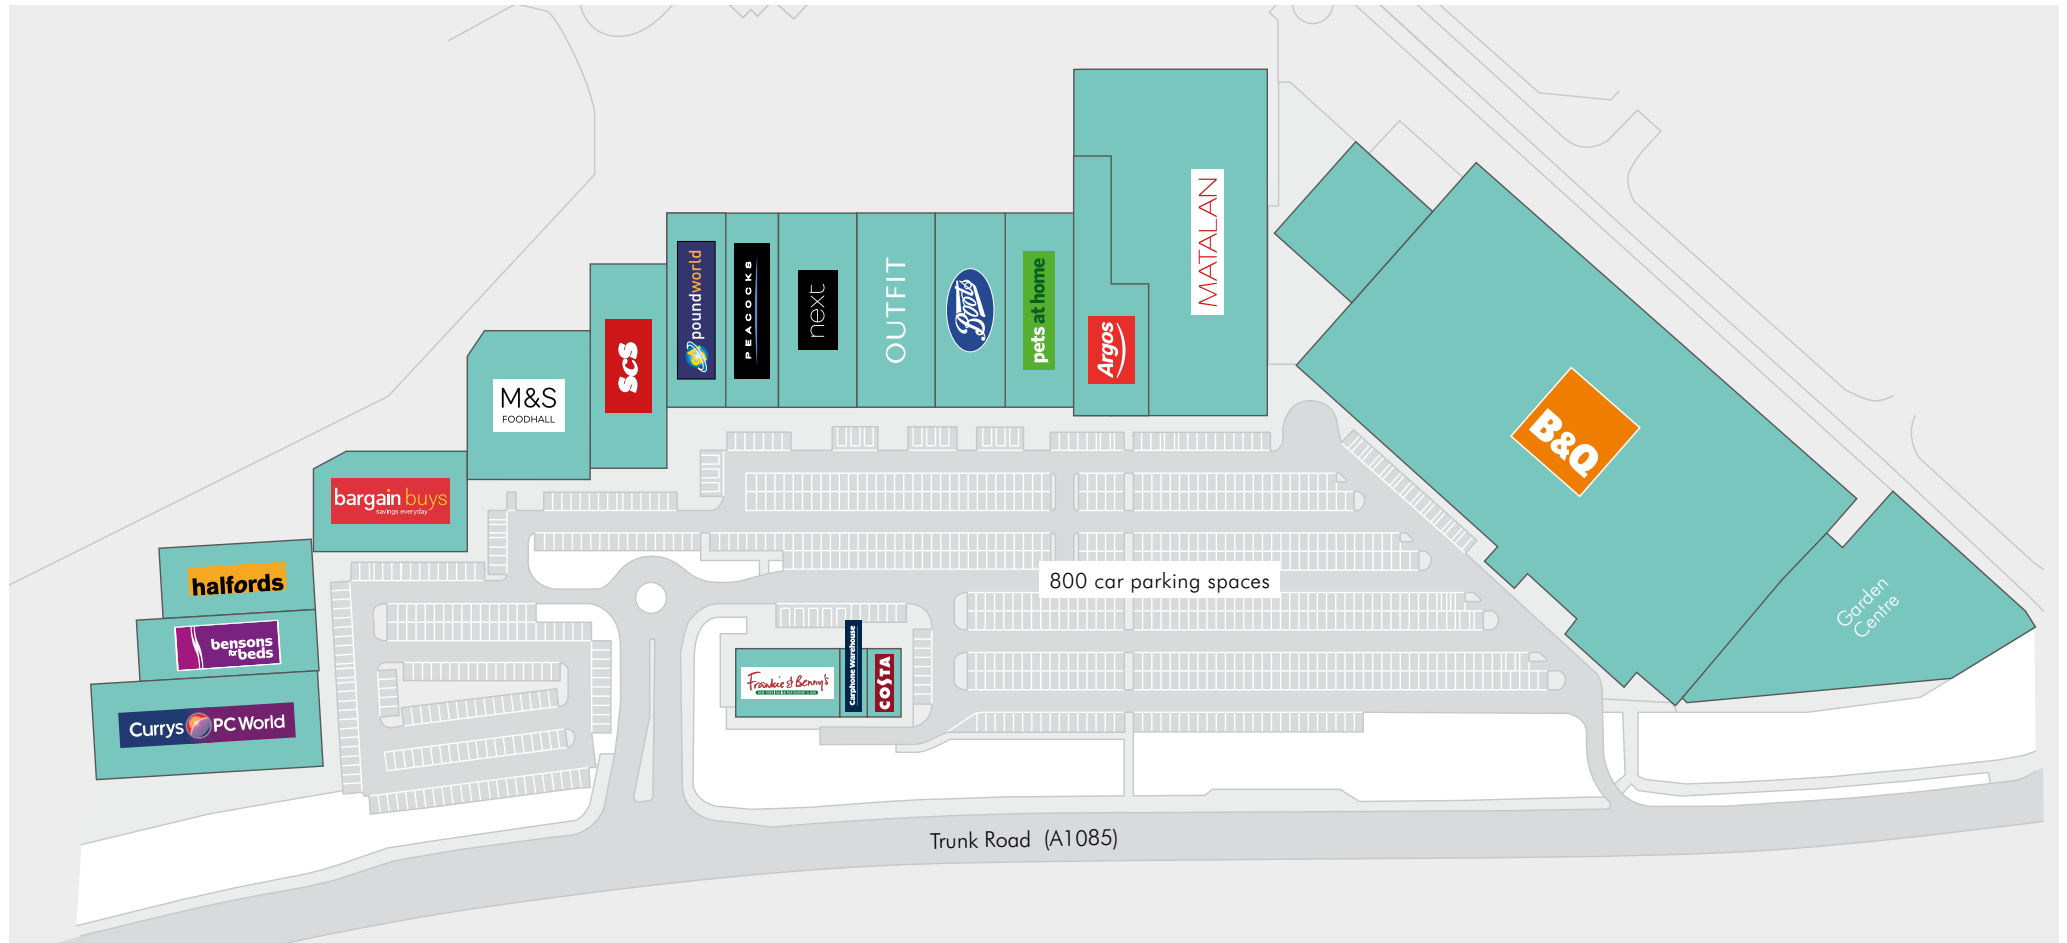 MATALAN
poundworld
PEACOCKS
next
OUTFIT
Boots
pets at home
Argos
scs
M&S
FOODHALL
B&Q
bargain buys
savings everyday
halfords
bensons
for beds
Currys PC World
800 car parking spaces
Garden
Centre
Frankie & Benny's
Carphone Warehouse
COSTA
Trunk Road (A1085)